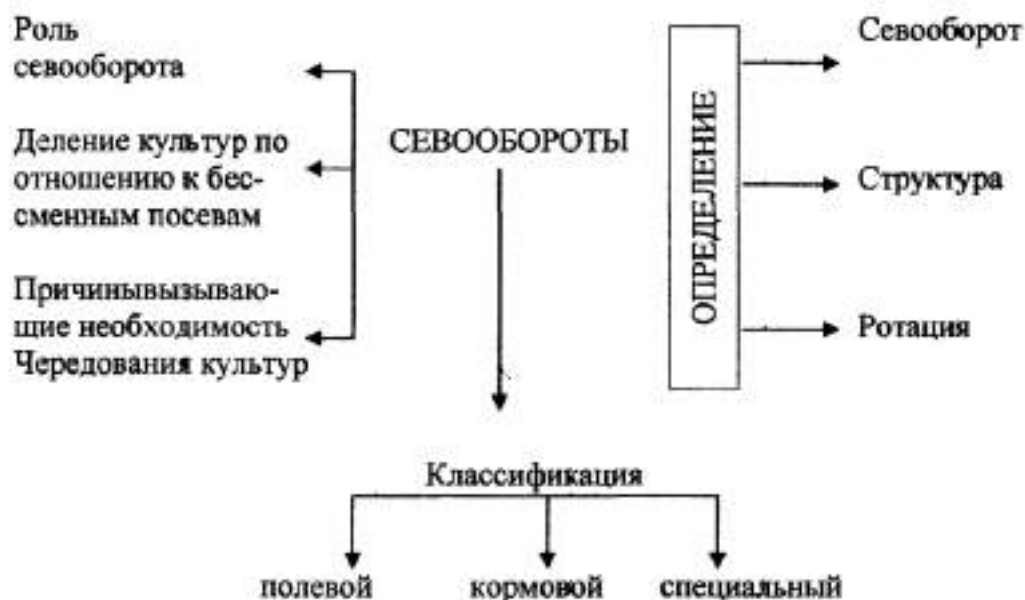 Роль
севооборота
Деление культур по
отношению к бес-
сменным посевам
Причинывызываю-
щие необходимость
Чередования культур
СЕВООБОРОТЫ
ОПРЕДЕЛЕНИЕ
Севооборот
Структура
Ротация
Классификация
полевой кормовой специальный